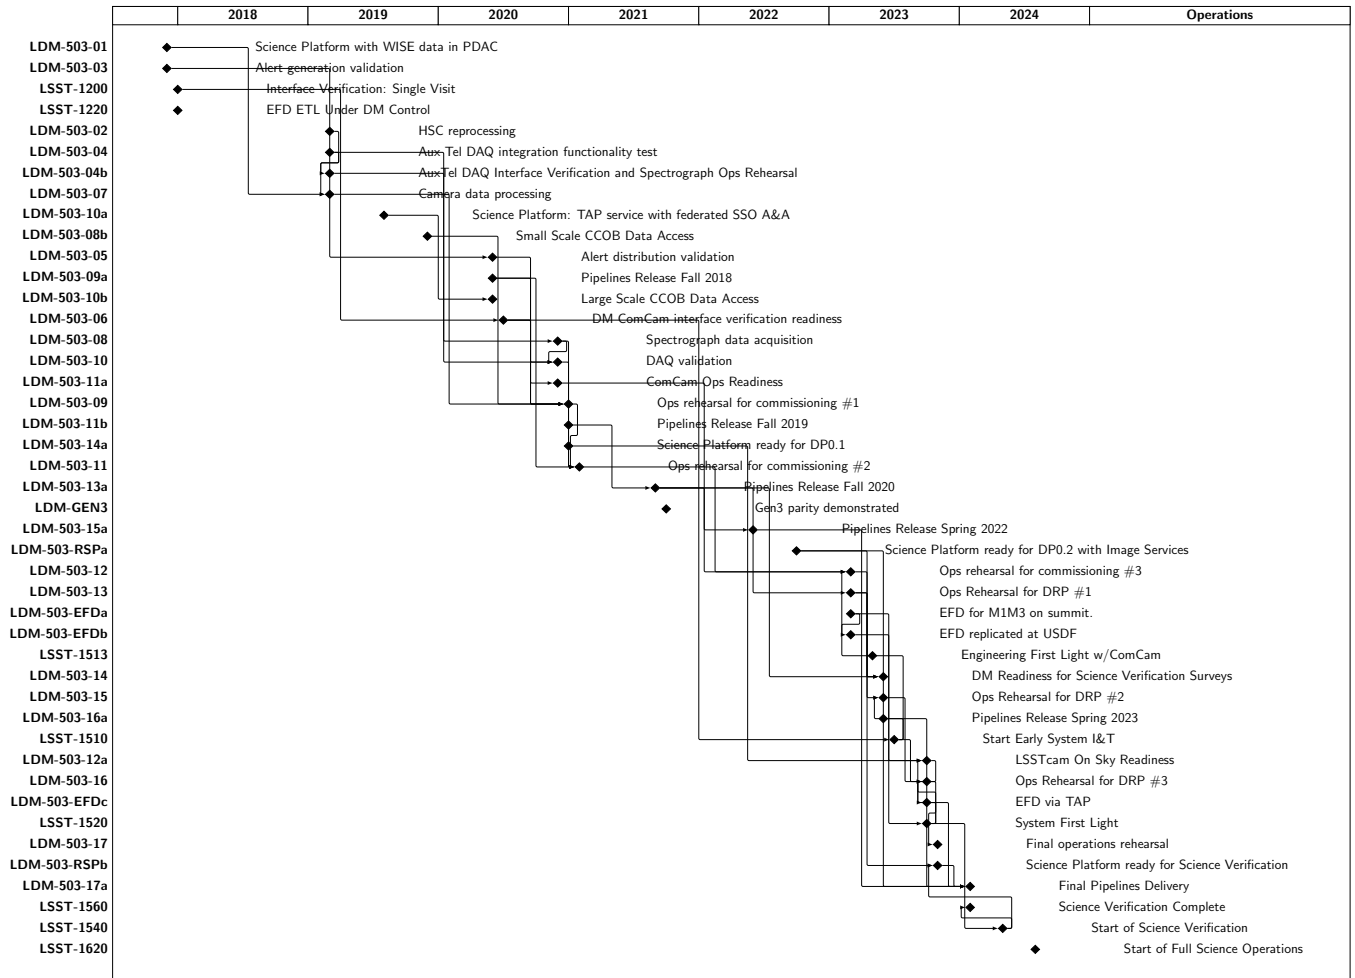 2018 2019 2020 2021 2022 2023 2024 Operations
LDM-503-01 Science Platform with WISE data in PDAC
LDM-503-03 Alert generation validation
LSST-1200 Interface Verification: Single Visit
LSST-1220 EFD ETL Under DM Control
LDM-503-02 HSC reprocessing
LDM-503-04 Aux Tel DAQ integration functionality test
LDM-503-04b AuxTel DAQ Interface Verification and Spectrograph Ops Rehearsal
LDM-503-07 Camera data processing
LDM-503-10a Science Platform: TAP service with federated SSO A&A
LDM-503-08b Small Scale CCOB Data Access
LDM-503-05 Alert distribution validation
LDM-503-09a Pipelines Release Fall 2018
LDM-503-10b Large Scale CCOB Data Access
LDM-503-06 DM ComCam interface verification readiness
LDM-503-08 Spectrograph data acquisition
LDM-503-10 DAQ validation
LDM-503-11a ComCam Ops Readiness
LDM-503-09 Ops rehearsal for commissioning #1
LDM-503-11b Pipelines Release Fall 2019
LDM-503-14a Science Platform ready for DP0.1
LDM-503-11 Ops rehearsal for commissioning #2
LDM-503-13a Pipelines Release Fall 2020
LDM-GEN3 Gen3 parity demonstrated
LDM-503-15a Pipelines Release Spring 2022
LDM-503-RSPa Science Platform ready for DP0.2 with Image Services
LDM-503-12 Ops rehearsal for commissioning #3
LDM-503-13 Ops Rehearsal for DRP #1
LDM-503-EFDa EFD for M1M3 on summit.
LDM-503-EFDb EFD replicated at USDF
LSST-1513 Engineering First Light w/ComCam
LDM-503-14 DM Readiness for Science Verification Surveys
LDM-503-15 Ops Rehearsal for DRP #2
LDM-503-16a Pipelines Release Spring 2023
LSST-1510 Start Early System I&T
LDM-503-12a LSSTcam On Sky Readiness
LDM-503-16 Ops Rehearsal for DRP #3
LDM-503-EFDc EFD via TAP
LSST-1520 System First Light
LDM-503-17 Final operations rehearsal
LDM-503-RSPb Science Platform ready for Science Verification
LDM-503-17a Final Pipelines Delivery
LSST-1560 Science Verification Complete
LSST-1540 Start of Science Verification
LSST-1620 Start of Full Science Operations